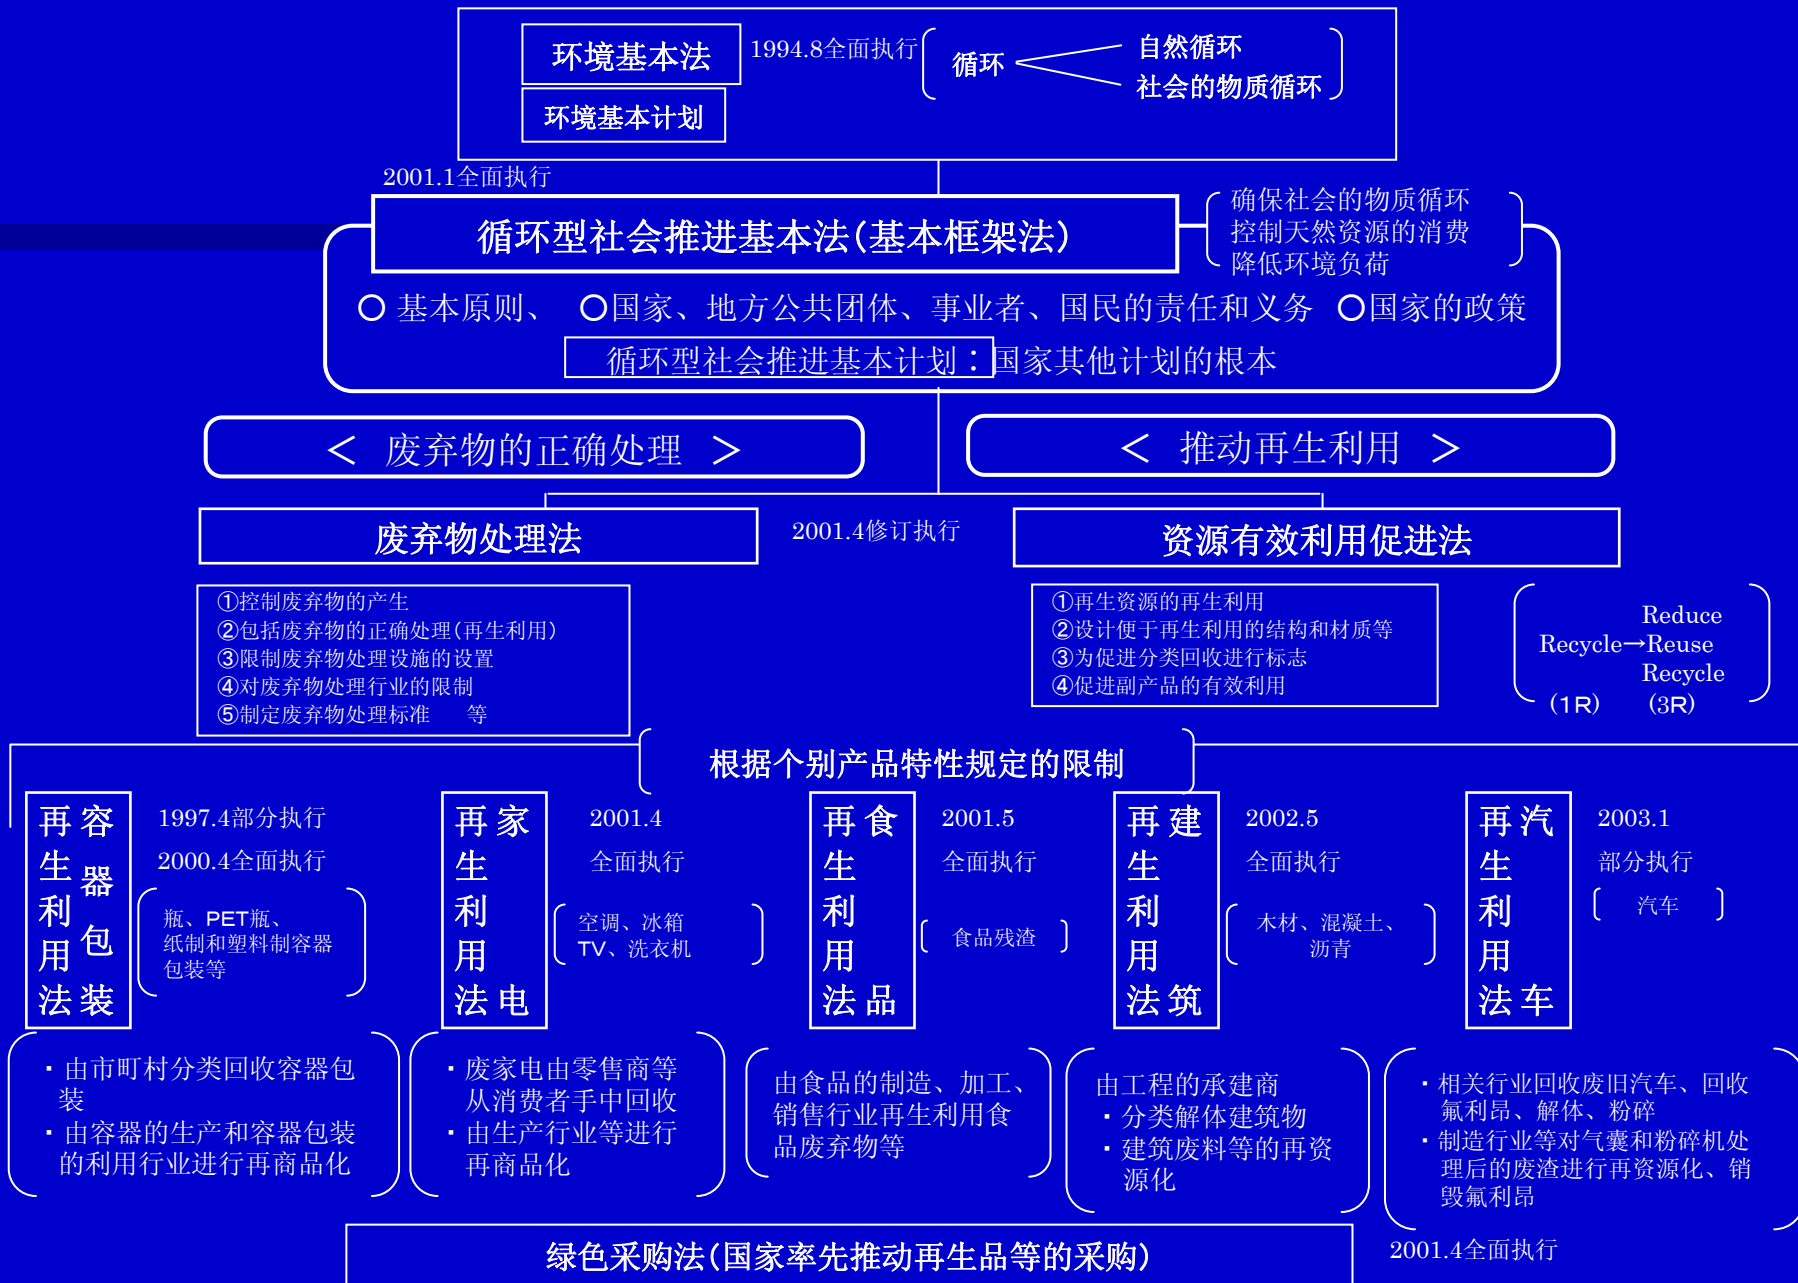 环境基本法
1994.8全面执行
循环
自然循环
社会的物质循环
环境基本计划
2001.1全面执行
循环型社会推进基本法（基本框架法）
确保社会的物质循环
控制天然资源的消费
降低环境负荷
〇 基本原则、 〇国家、地方公共团体、事业者、国民的责任和义务 〇国家的政策
循环型社会推进基本计划：国家其他计划的根本
＜ 废弃物的正确处理 ＞
＜ 推动再生利用 ＞
废弃物处理法
2001.4修订执行
资源有效利用促进法
①控制废弃物的产生
②包括废弃物的正确处理（再生利用）
③限制废弃物处理设施的设置
④对废弃物处理行业的限制
⑤制定废弃物处理标准 等
①再生资源的再生利用
②设计便于再生利用的结构和材质等
③为促进分类回收进行标志
④促进副产品的有效利用
Reduce
Recycle→Reuse
Recycle
（1R） （3R）
根据个别产品特性规定的限制
容器包装
再生利用法
1997.4部分执行
2000.4全面执行
瓶、PET瓶、
纸制和塑料制容器
包装等
家电
再生利用法
2001.4
全面执行
空调、冰箱
TV、洗衣机
食品
再生利用法
2001.5
全面执行
食品残渣
建筑
再生利用法
2002.5
全面执行
木材、混凝土、
沥青
汽车
再生利用法
2003.1
部分执行
汽车
・由市町村分类回收容器包
装
・由容器的生产和容器包装
的利用行业进行再商品化
・废家电由零售商等
从消费者手中回收
・由生产行业等进行
再商品化
由食品的制造、加工、
销售行业再生利用食
品废弃物等
由工程的承建商
・分类解体建筑物
・建筑废料等的再资
源化
・相关行业回收废旧汽车、回收
氟利昂、解体、粉碎
・制造行业等对气囊和粉碎机处
理后的废渣进行再资源化、销
毁氟利昂
绿色采购法（国家率先推动再生品等的采购）
2001.4全面执行